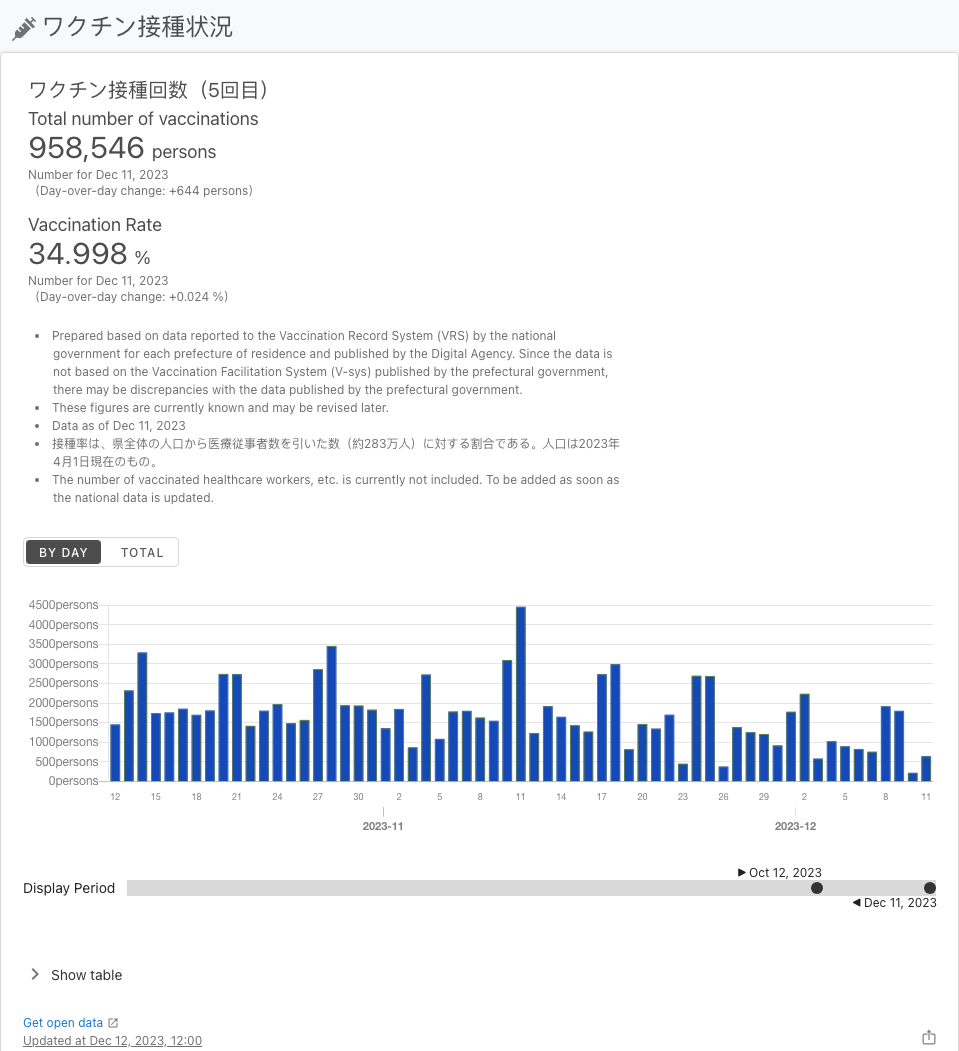 ワクチン接種状況
ワクチン接種回数（5回目）
Total number of vaccinations
958,546 persons
Number for Dec 11, 2023
（Day-over-day change: +644 persons）
Vaccination Rate
34.998 %
Number for Dec 11, 2023
（Day-over-day change: +0.024 %）
• Prepared based on data reported to the Vaccination Record System (VRS) by the national
government for each prefecture of residence and published by the Digital Agency. Since the data is
not based on the Vaccination Facilitation System (V-sys) published by the prefectural government,
there may be discrepancies with the data published by the prefectural government.
• These figures are currently known and may be revised later.
• Data as of Dec 11, 2023
• 接種率は、県全体の人口から医療従事者数を引いた数（約283万人）に対する割合である。人口は2023年
4月1日現在のもの。
• The number of vaccinated healthcare workers, etc. is currently not included. To be added as soon as
the national data is updated.
BY DAY TOTAL
4500persons
4000persons
3500persons
3000persons
2500persons
2000persons
1500persons
1000persons
500persons
0persons
12 15 18 21 24 27 30 2 5 8 11 14 17 20 23 26 29 2 5 8 11
2023-11 2023-12
▶ Oct 12, 2023
Display Period
◀ Dec 11, 2023
Show table
Get open data
Updated at Dec 12, 2023, 12:00